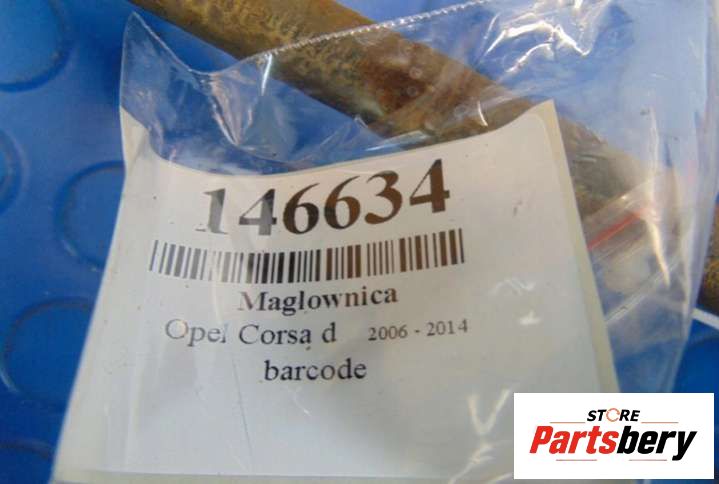 146634
Maglownica
Opel Corsa d 2006 - 2014
barcode
STORE
Partsbery